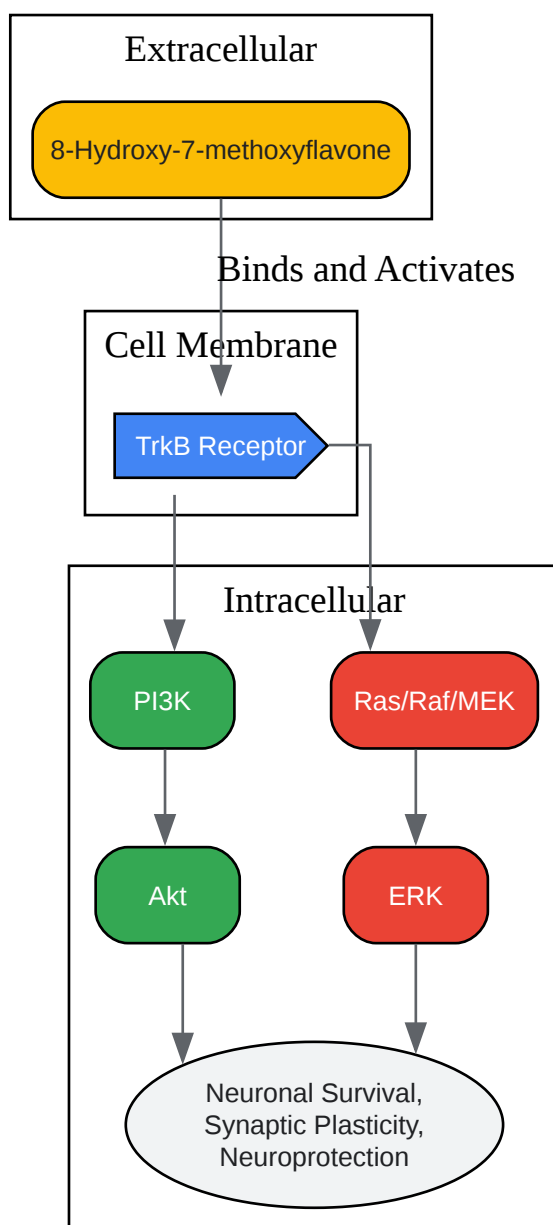 Extracellular
8-Hydroxy-7-methoxyflavone
Binds and Activates
Cell Membrane
TrkB Receptor
Intracellular
PI3K
Ras/Raf/MEK
Akt
ERK
Neuronal Survival,
Synaptic Plasticity,
Neuroprotection